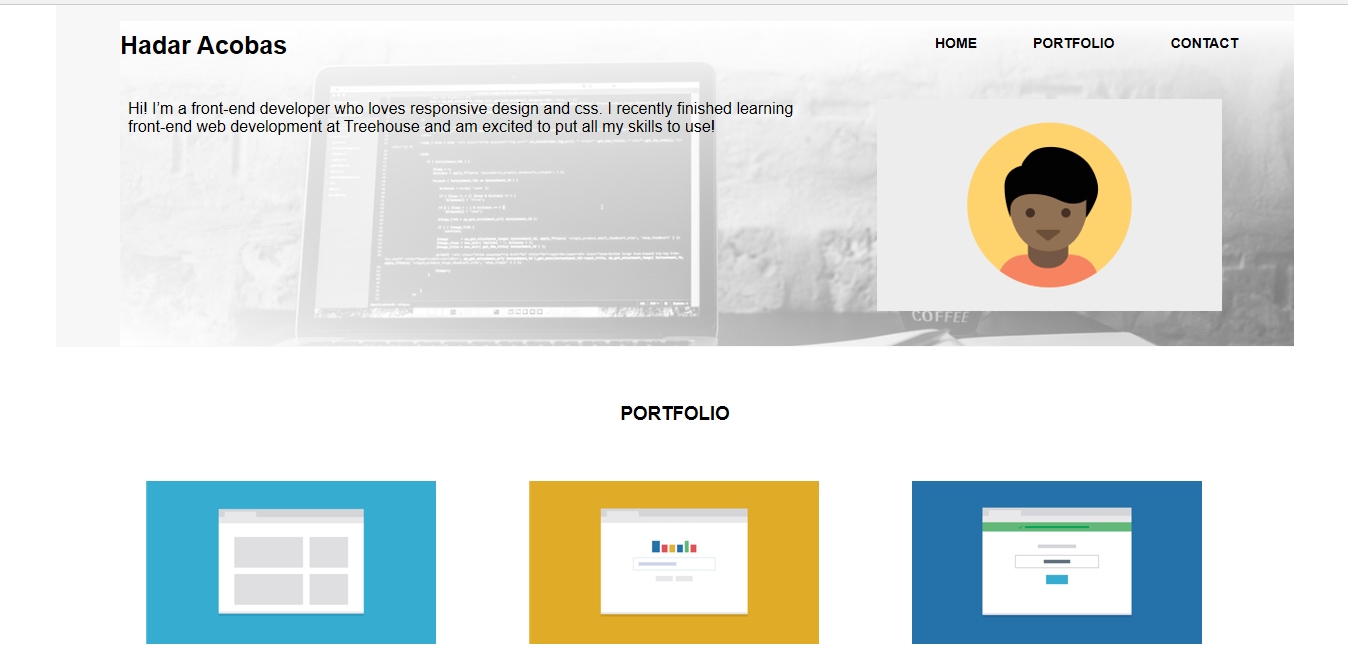 Hadar Acobas
HOME PORTFOLIO CONTACT
Hi! I’m a front-end developer who loves responsive design and css. I recently finished learning
front-end web development at Treehouse and am excited to put all my skills to use!
COFFEE
PORTFOLIO